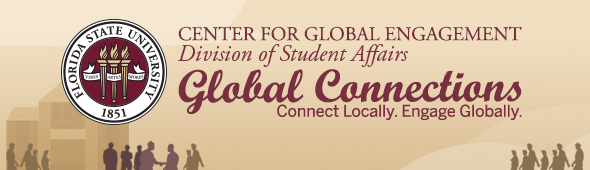 CENTER FOR GLOBAL ENGAGEMENT
Division of Student Affairs
Global Connections
Connect Locally. Engage Globally.
FLORIDA STATE UNIVERSITY
VIRES ARTES MORES
1851